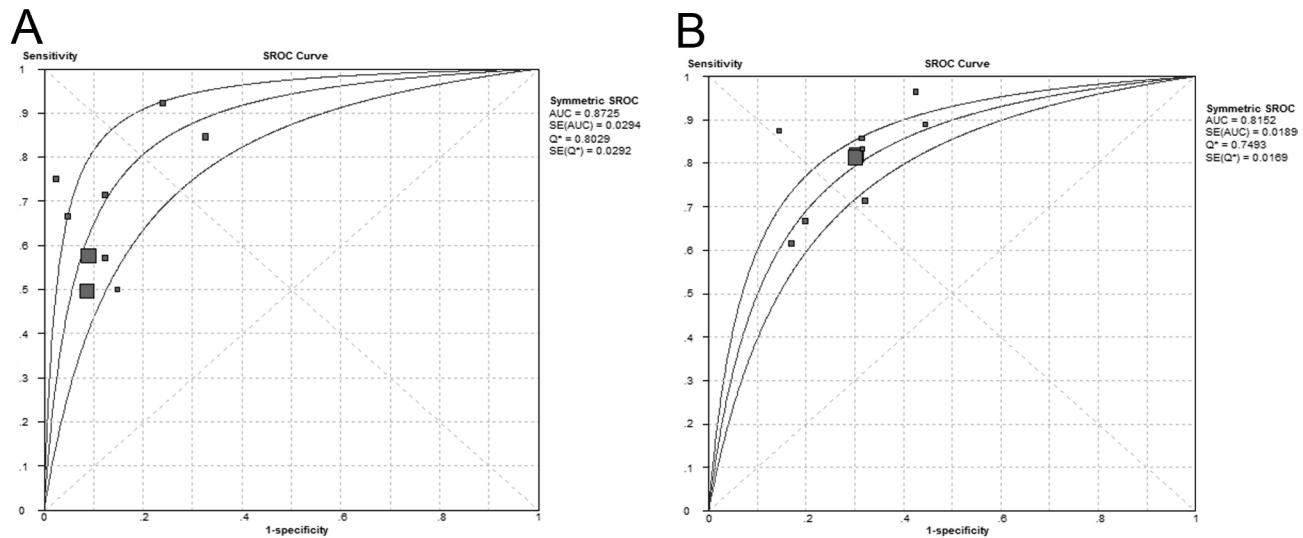 A
Sensitivity
SROC Curve
1
.9
.8
.7
.6
.5
.4
.3
.2
.1
0
0
.2
.4
.6
.8
1
1-specificity
Symmetric SROC
AUC = 0.8725
SE(AUC) = 0.0294
Q* = 0.8029
SE(Q*) = 0.0292
B
Sensitivity
SROC Curve
1
.9
.8
.7
.6
.5
.4
.3
.2
.1
0
0
.2
.4
.6
.8
1
1-specificity
Symmetric SROC
AUC = 0.8152
SE(AUC) = 0.0189
Q* = 0.7493
SE(Q*) = 0.0169